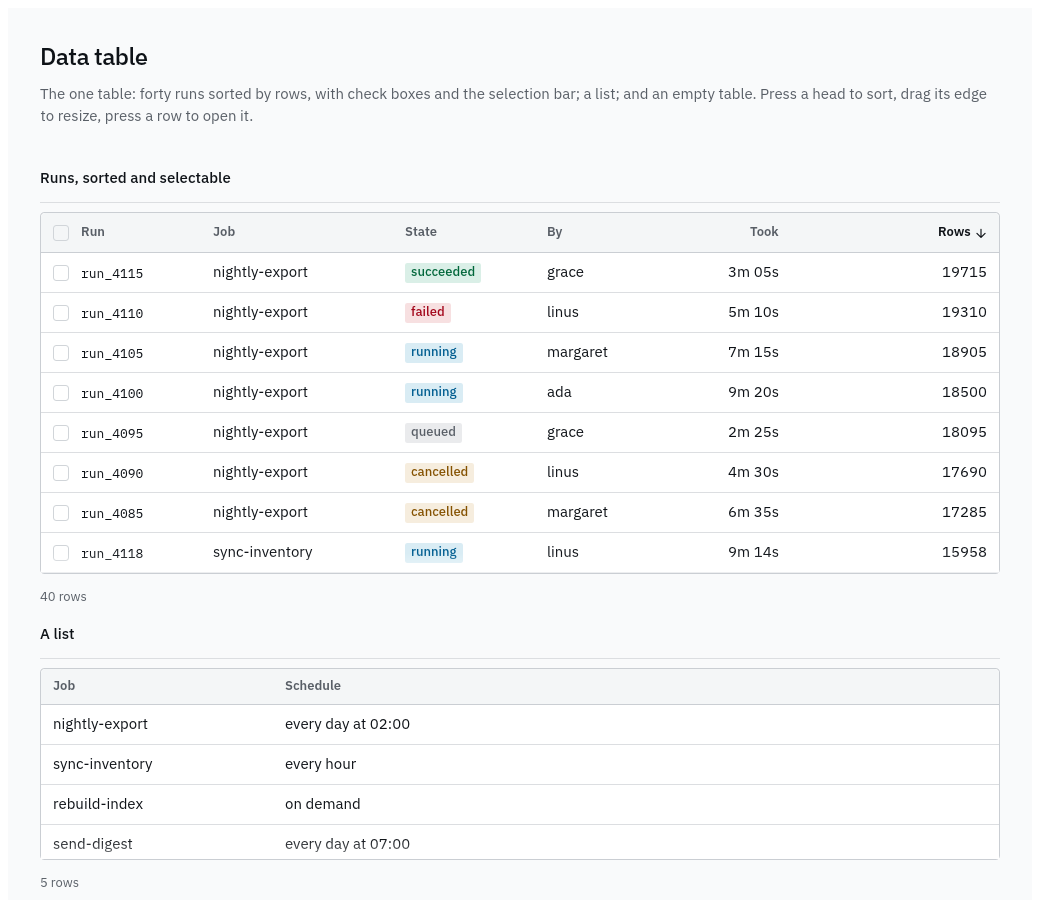 Data table
The one table: forty runs sorted by rows, with check boxes and the selection bar; a list; and an empty table. Press a head to sort, drag its edge
to resize, press a row to open it.
Runs, sorted and selectable
Run Job State By Took Rows ↓
run_4115 nightly-export succeeded grace 3m 05s 19715
run_4110 nightly-export failed linus 5m 10s 19310
run_4105 nightly-export running margaret 7m 15s 18905
run_4100 nightly-export running ada 9m 20s 18500
run_4095 nightly-export queued grace 2m 25s 18095
run_4090 nightly-export cancelled linus 4m 30s 17690
run_4085 nightly-export cancelled margaret 6m 35s 17285
run_4118 sync-inventory running linus 9m 14s 15958
40 rows
A list
Job Schedule
nightly-export every day at 02:00
sync-inventory every hour
rebuild-index on demand
send-digest every day at 07:00
5 rows